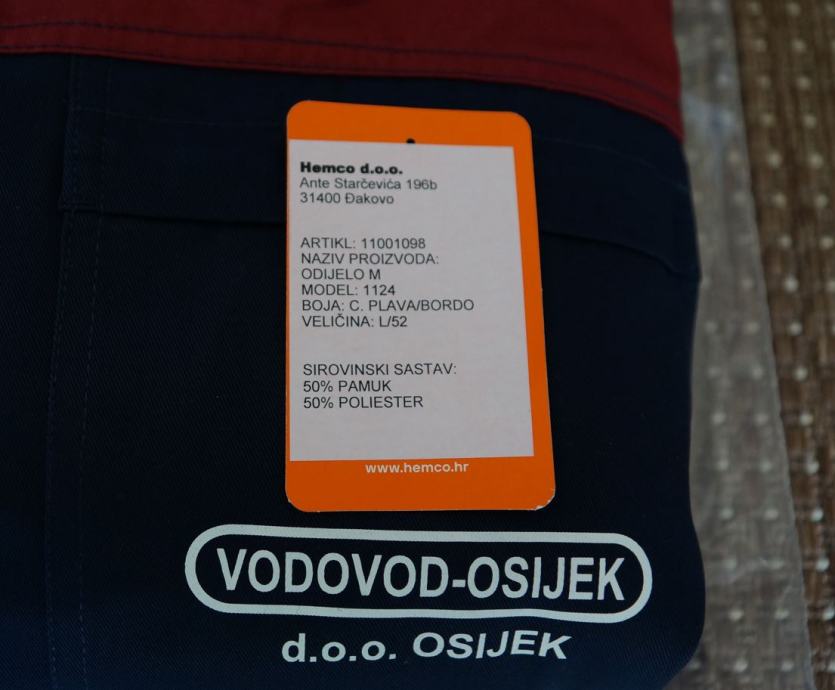 Hemco d.o.o.
Ante Starčevića 196b
31400 Đakovo
ARTIKL: 11001098
NAZIV PROIZVODA:
ODIJELO M
MODEL: 1124
BOJA: C. PLAVA/BORDO
VELIČINA: L/52
SIROVINSKI SASTAV:
50% PAMUK
50% POLIESTER
www.hemco.hr
VODOVOD-OSIJEK
d.o.o. OSIJEK